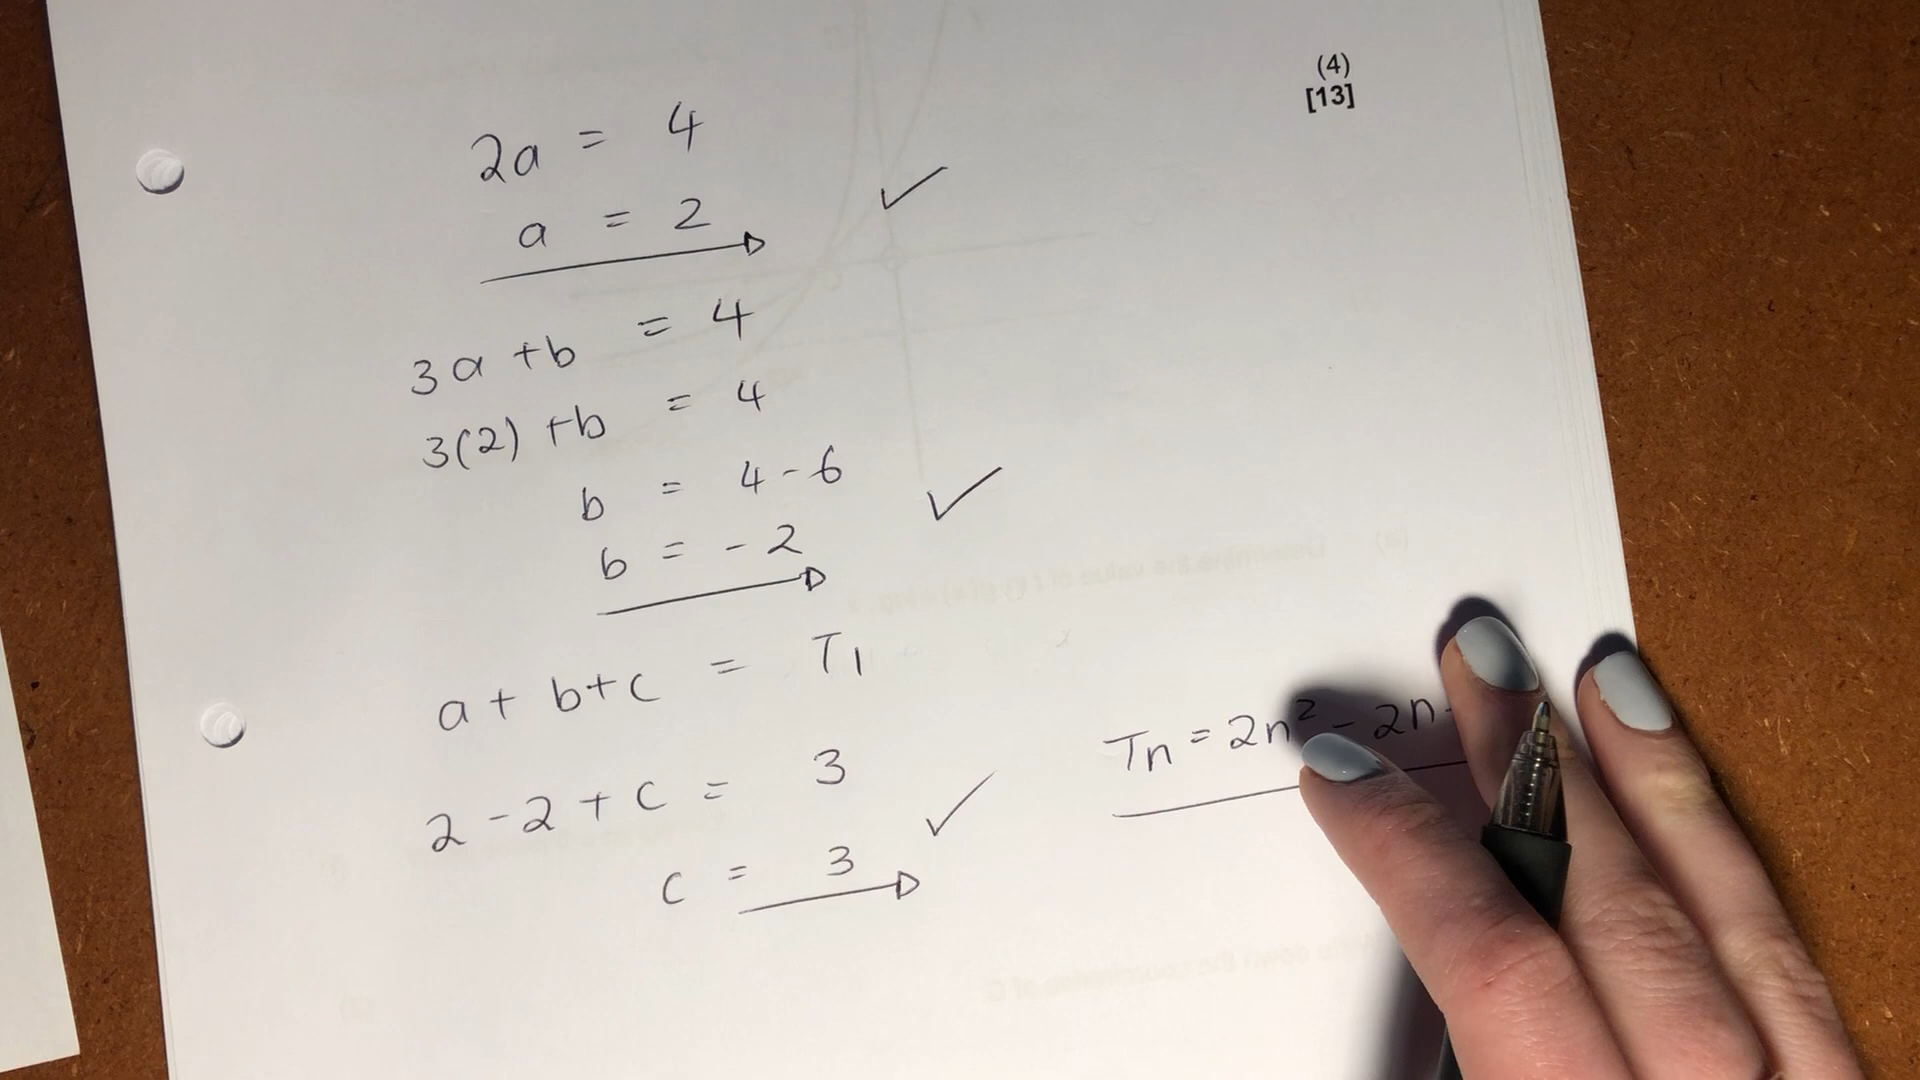 (4)
[13]
2a = 4
a = 2
3a + b = 4
3(2) + b = 4
b = 4 - 6
b = - 2
a + b + c = T₁
2 - 2 + c = 3
c = 3
Tn = 2n² - 2n